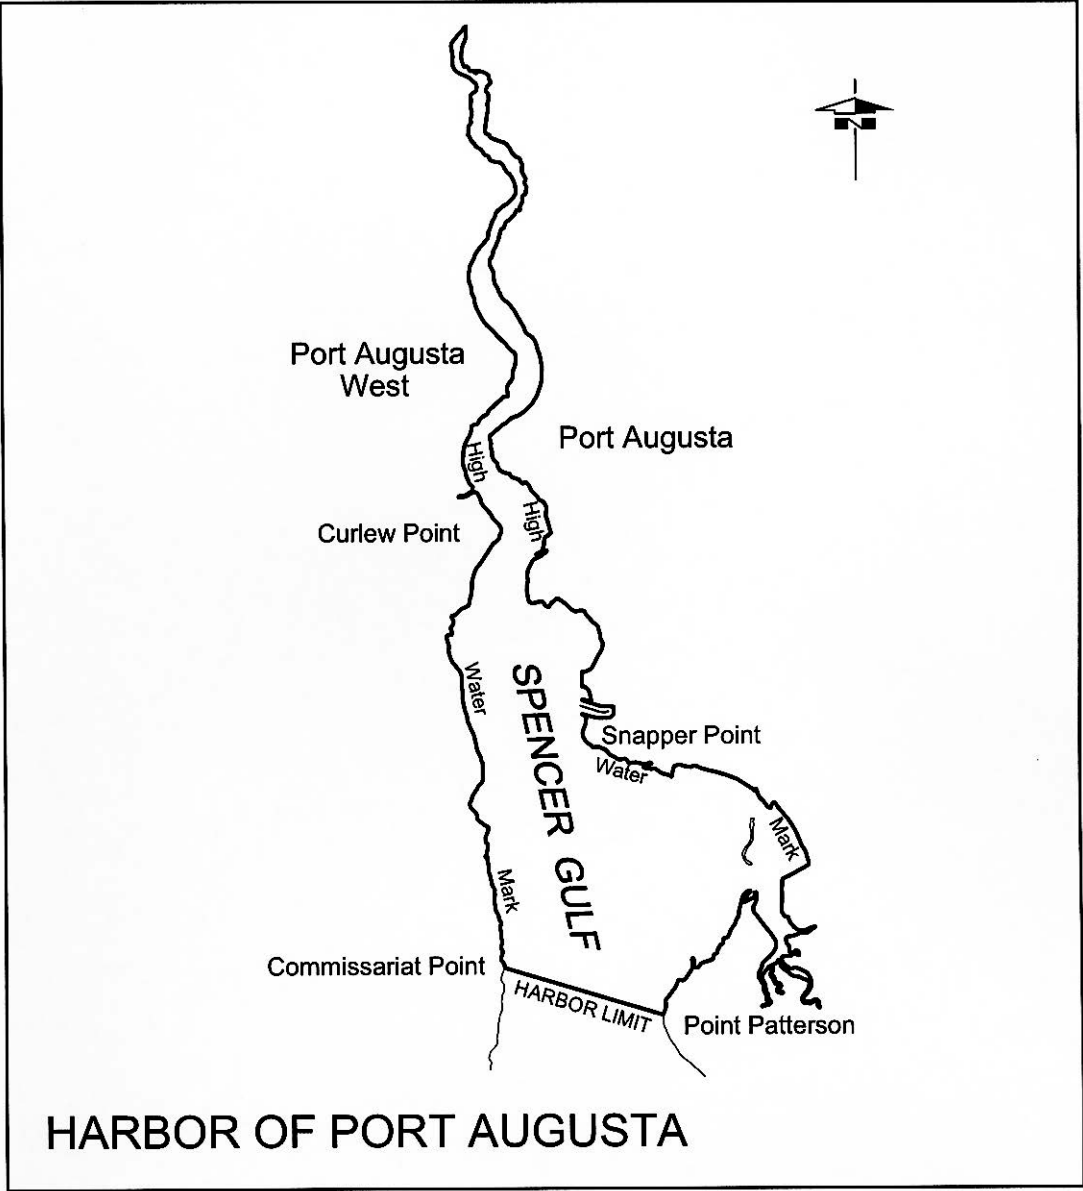 N
Port Augusta
West
Port Augusta
High
High
Curlew Point
Water
SPENCER GULF
Snapper Point
Water
Mark
Mark
Commissariat Point
HARBOR LIMIT
Point Patterson
HARBOR OF PORT AUGUSTA